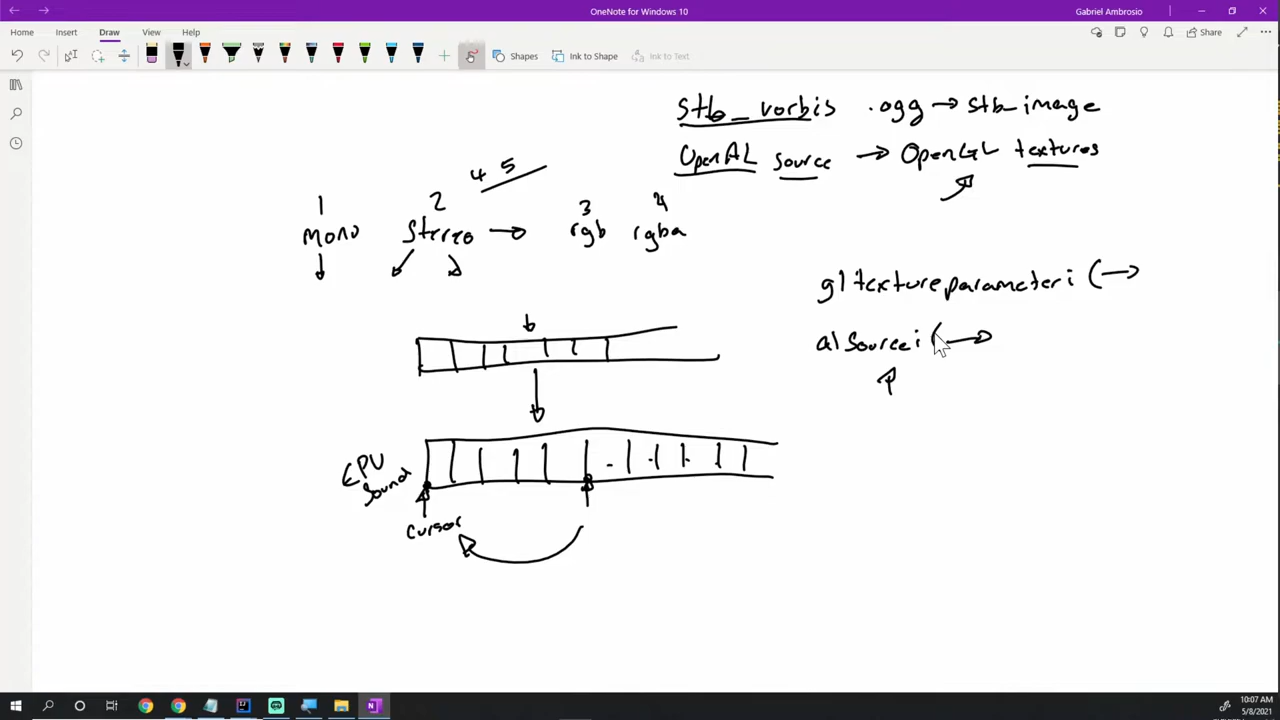 OneNote for Windows 10
Gabriel Ambrosio
Home Insert Draw View Help
Share
Shapes Ink to Shape Ink to Text
stb_vorbis .ogg → stb_image
OpenAL source → OpenGL textures
4 5
1 2 3 4
mono Stereo → rgb rgba
gltextureparameteri ( →
alSourcei ( →
CPU
Sound
cursor
10:07 AM
5/8/2021